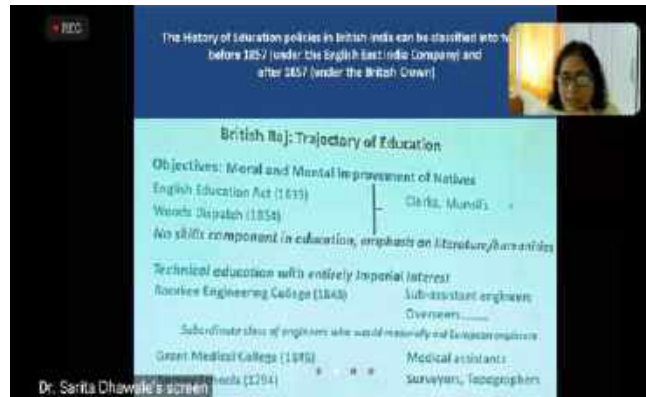 REC
The History of Education policies in British India can be classified into
before 1857 (under the English East India Company) and
after 1857 (under the British Crown)
British Raj: Trajectory of Education
Objectives: Moral and Mental Improvement of Natives
English Education Act (1835)
Clerks, Munsifs
Woods Dispatch (1854)
No skills component in education, emphasis on literature/humanities
Technical education with entirely Imperial Interest
Roorkee Engineering College (1848)
Sub-assistant engineers
Overseers
Subordinate class of engineers who would materially aid European engineers
Grant Medical College (1845)
Medical assistants
(1794)
Surveyors, Topographers
Dr. Sarita Dhawale's screen